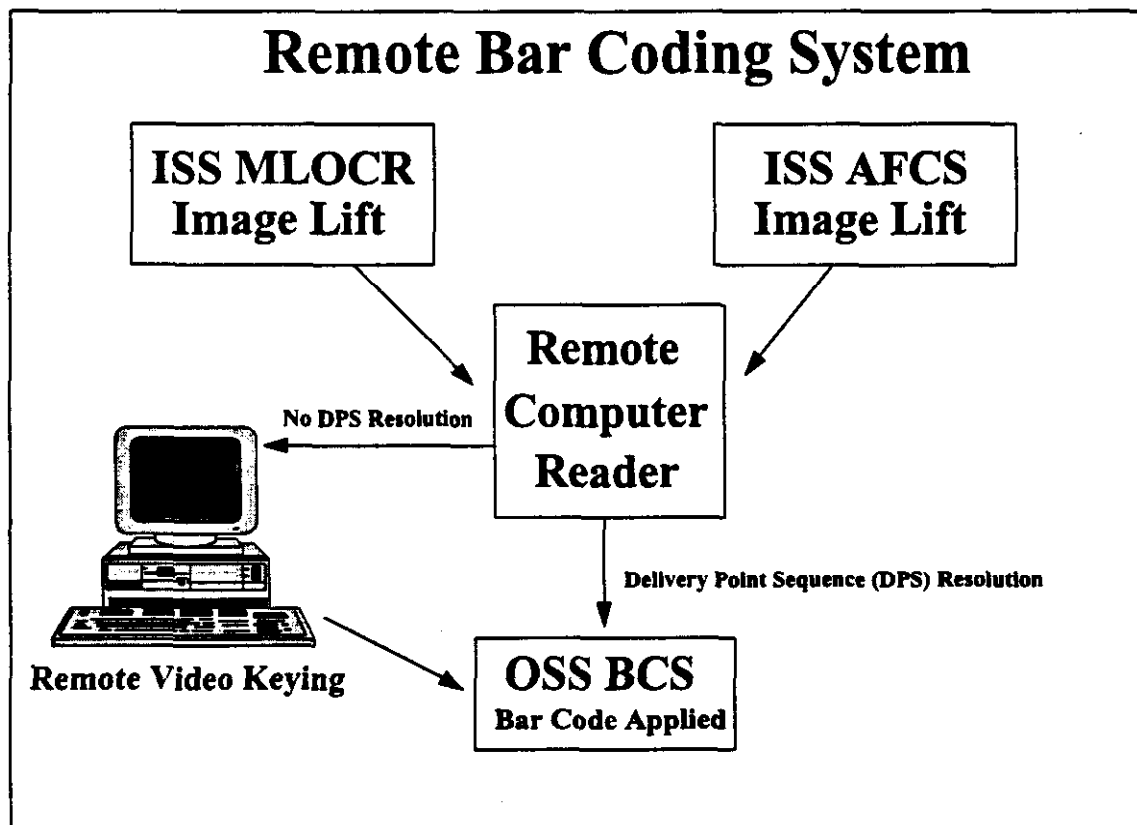 Remote Bar Coding System
ISS MLOCR
Image Lift
ISS AFCS
Image Lift
Remote
Computer
Reader
No DPS Resolution
Delivery Point Sequence (DPS) Resolution
Remote Video Keying
OSS BCS
Bar Code Applied